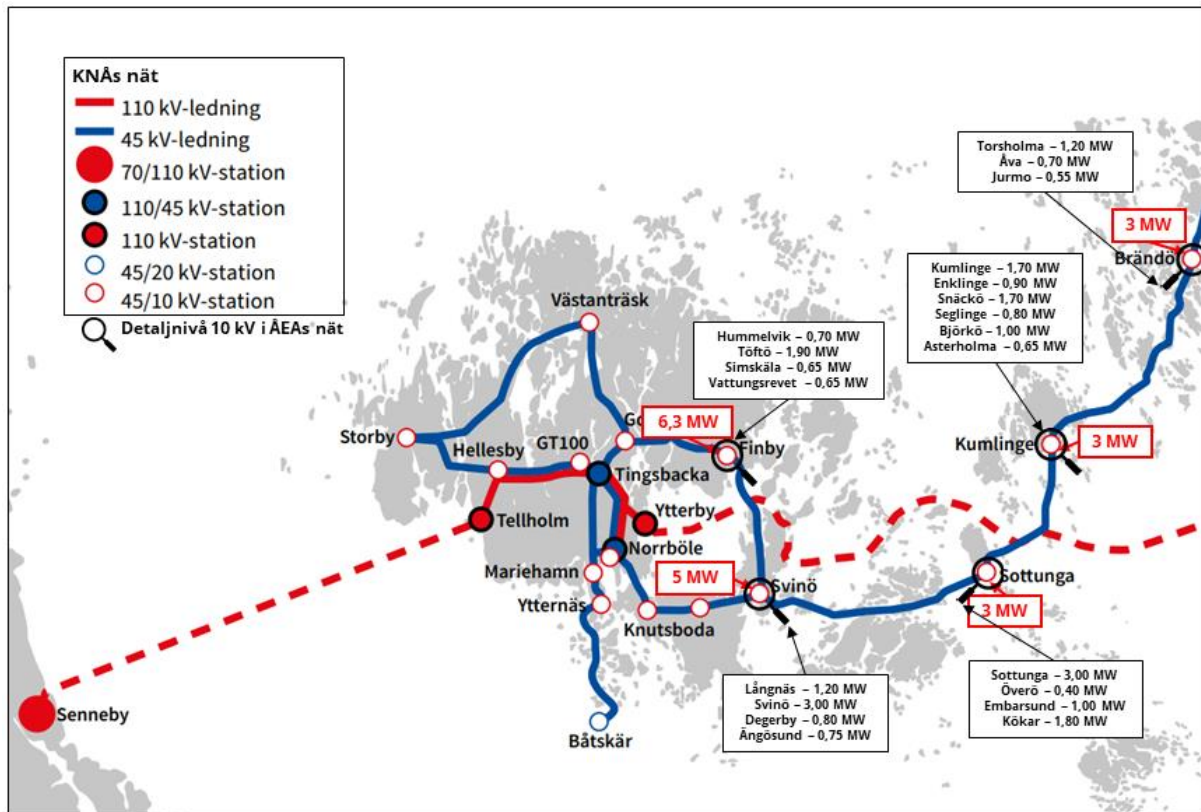 KNÅs nät
110 kV-ledning
45 kV-ledning
70/110 kV-station
110/45 kV-station
110 kV-station
45/20 kV-station
45/10 kV-station
Detaljnivå 10 kV i ÅEAs nät
Torsholma – 1,20 MW
Åva – 0,70 MW
Jurmo – 0,55 MW
3 MW
Brändö
Kumlinge – 1,70 MW
Enklinge – 0,90 MW
Snäckö – 1,70 MW
Seglinge – 0,80 MW
Björkö – 1,00 MW
Asterholma – 0,65 MW
Västanträsk
Hummelvik – 0,70 MW
Töftö – 1,90 MW
Simskäla – 0,65 MW
Vattungsrevet – 0,65 MW
6,3 MW
Storby
Hellesby
GT100
Finby
Kumlinge
3 MW
Tingsbacka
Tellholm
Ytterby
Norrböle
Mariehamn
5 MW
Svinö
Sottunga
3 MW
Ytternäs
Knutsboda
Senneby
Båtskär
Långnäs – 1,20 MW
Svinö – 3,00 MW
Degerby – 0,80 MW
Ängösund – 0,75 MW
Sottunga – 3,00 MW
Överö – 0,40 MW
Embarsund – 1,00 MW
Kökar – 1,80 MW